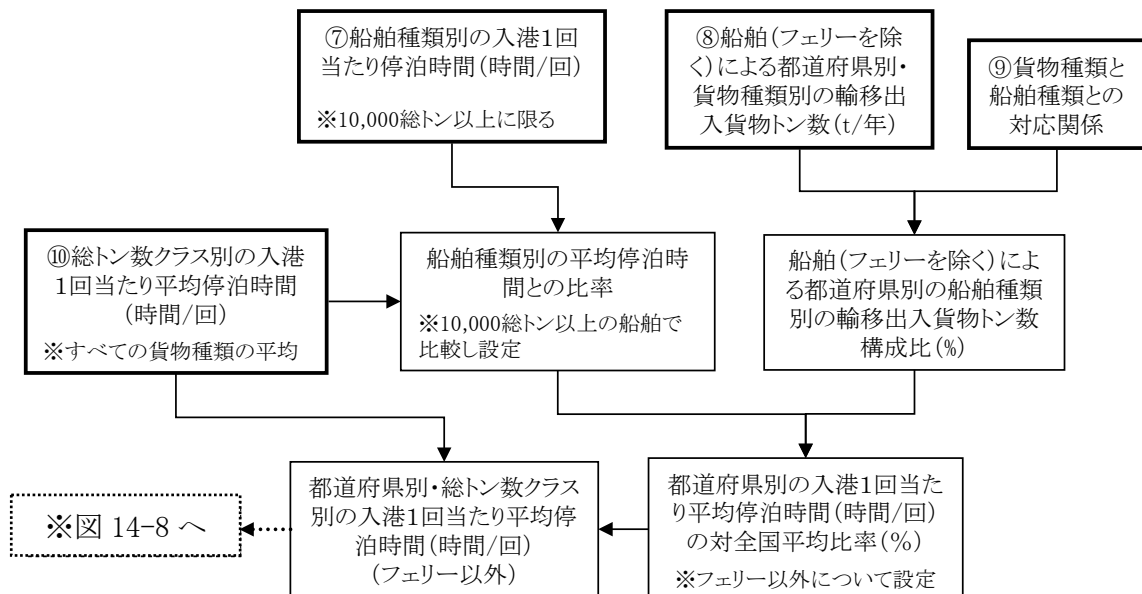 ⑦船舶種類別の入港1回
当たり停泊時間(時間/回)
※10,000総トン以上に限る
⑧船舶(フェリーを除
く)による都道府県別・
貨物種類別の輸移出
入貨物トン数(t/年)
⑨貨物種類と
船舶種類との
対応関係
⑩総トン数クラス別の入港
1回当たり平均停泊時間
(時間/回)
※すべての貨物種類の平均
船舶種類別の平均停泊時
間との比率
※10,000総トン以上の船舶で
比較し設定
船舶(フェリーを除く)によ
る都道府県別の船舶種類
別の輸移出入貨物トン数
構成比(%)
※図 14-8 へ
都道府県別・総トン数クラス
別の入港1回当たり平均停
泊時間(時間/回)
(フェリー以外)
都道府県別の入港1回当た
り平均停泊時間(時間/回)
の対全国平均比率(%)
※フェリー以外について設定